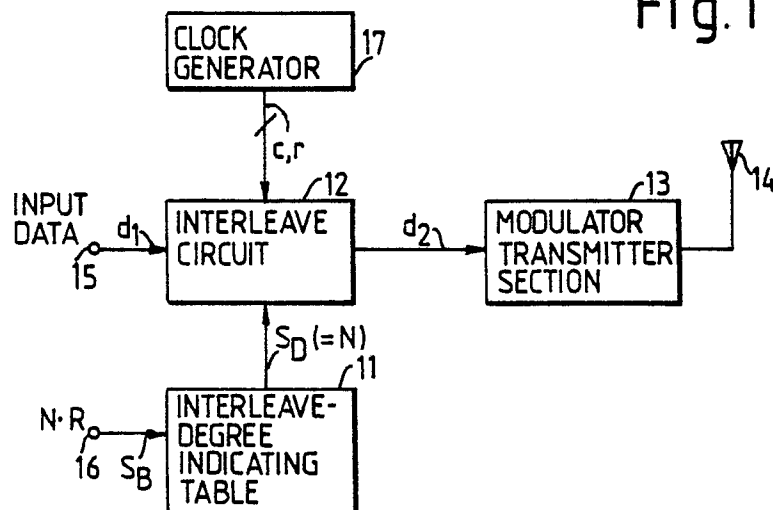 Fig. 1
CLOCK
GENERATOR
17
c,r
12
13
14
INPUT
DATA
d1
15
INTERLEAVE
CIRCUIT
d2
MODULATOR
TRANSMITTER
SECTION
SD (=N)
11
N·R
16
SB
INTERLEAVE-
DEGREE
INDICATING
TABLE